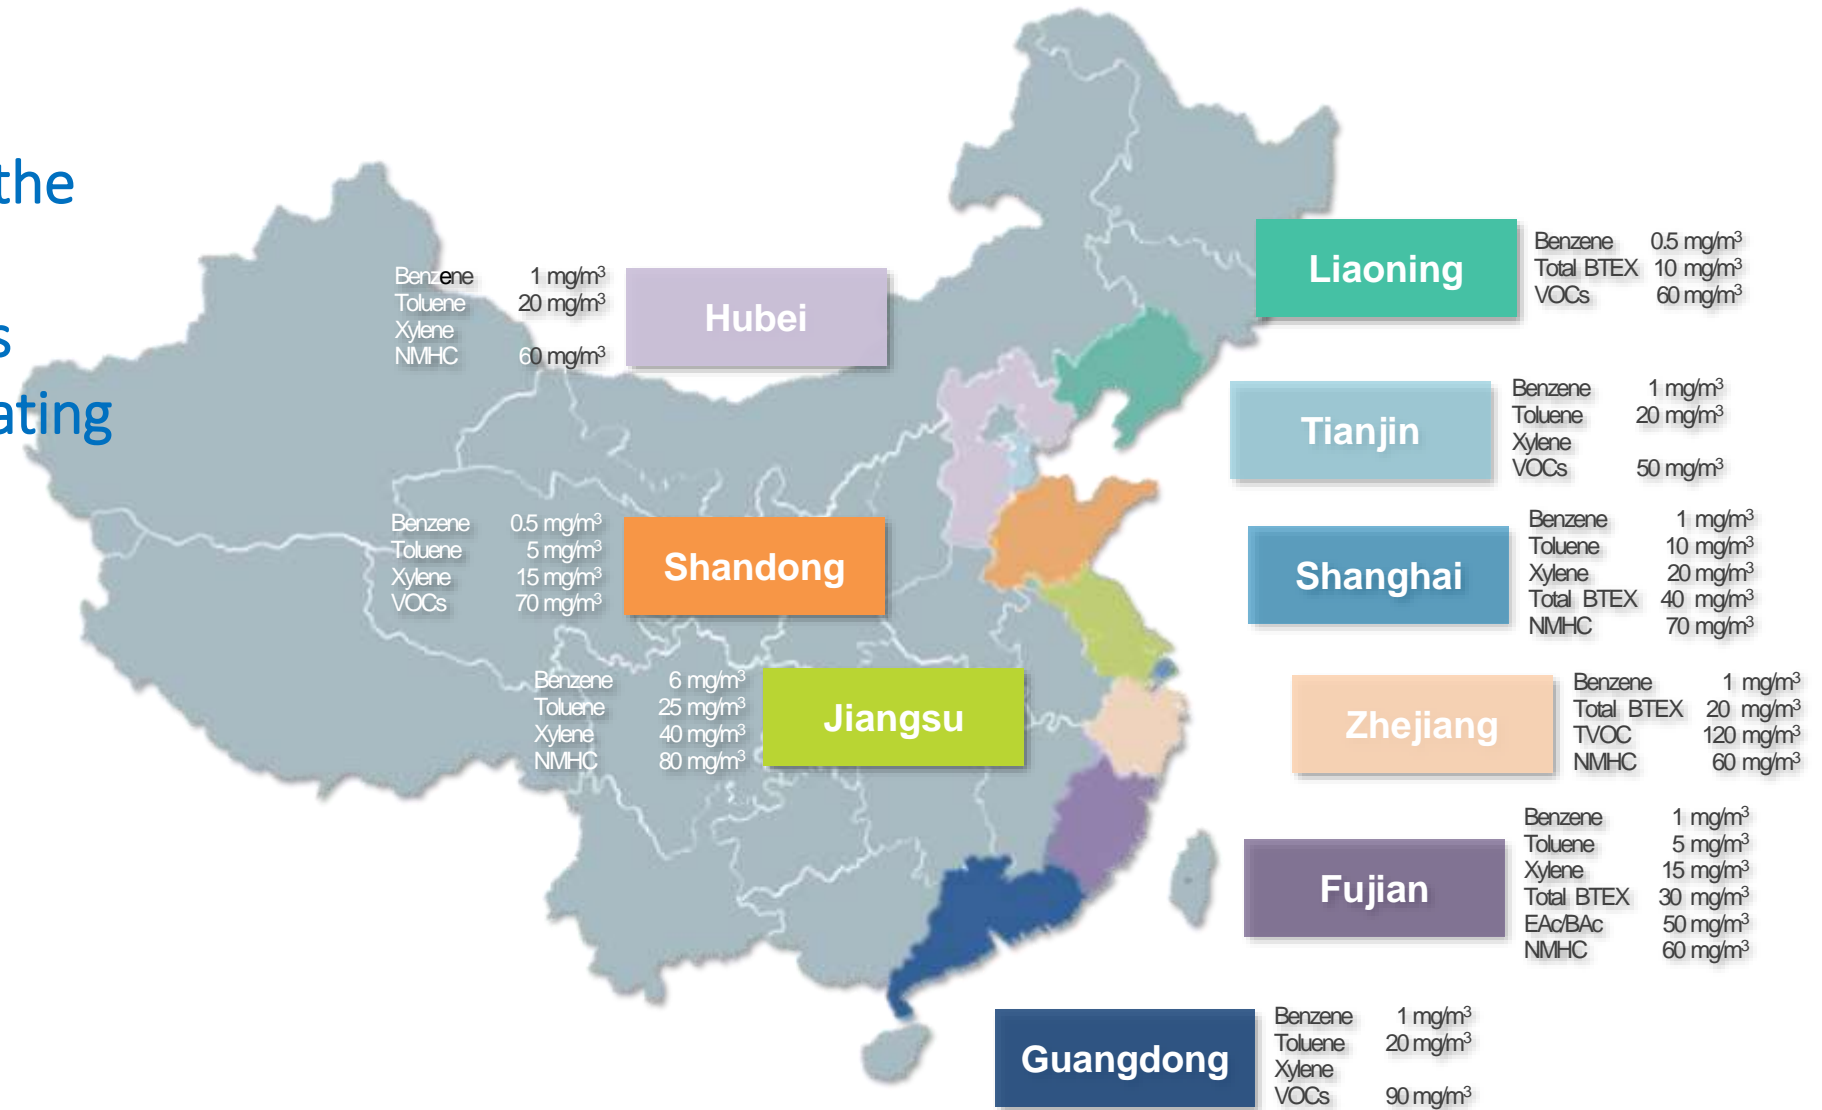 the
s
ating
Hubei
Benzene 1 mg/m³
Toluene 20 mg/m³
Xylene
NMHC 60 mg/m³
Liaoning
Benzene 0.5 mg/m³
Total BTEX 10 mg/m³
VOCs 60 mg/m³
Tianjin
Benzene 1 mg/m³
Toluene 20 mg/m³
Xylene
VOCs 50 mg/m³
Shandong
Benzene 0.5 mg/m³
Toluene 5 mg/m³
Xylene 15 mg/m³
VOCs 70 mg/m³
Shanghai
Benzene 1 mg/m³
Toluene 10 mg/m³
Xylene 20 mg/m³
Total BTEX 40 mg/m³
NMHC 70 mg/m³
Jiangsu
Benzene 6 mg/m³
Toluene 25 mg/m³
Xylene 40 mg/m³
NMHC 80 mg/m³
Zhejiang
Benzene 1 mg/m³
Total BTEX 20 mg/m³
TVOC 120 mg/m³
NMHC 60 mg/m³
Fujian
Benzene 1 mg/m³
Toluene 5 mg/m³
Xylene 15 mg/m³
Total BTEX 30 mg/m³
EAc/BAc 50 mg/m³
NMHC 60 mg/m³
Guangdong
Benzene 1 mg/m³
Toluene 20 mg/m³
Xylene
VOCs 90 mg/m³